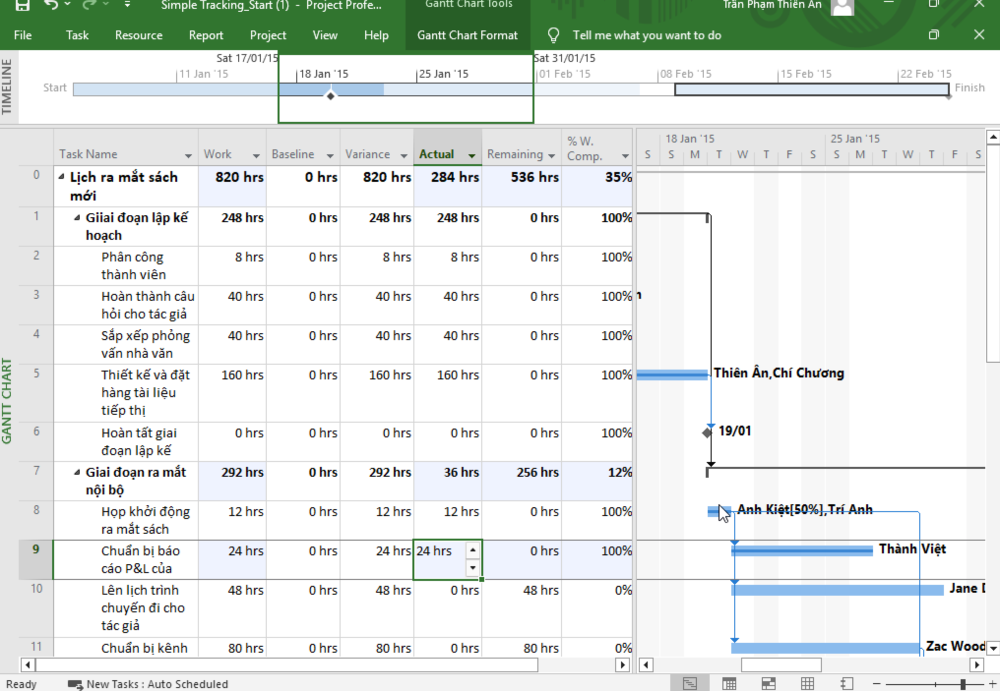 Simple Tracking_Start (1) - Project Profe...
Gantt Chart Tools
Trần Phạm Thiên Ân
File Task Resource Report Project View Help Gantt Chart Format Tell me what you want to do
TIMELINE
Sat 17/01/15 Sat 31/01/15
11 Jan '15 18 Jan '15 25 Jan '15 01 Feb '15 08 Feb '15 15 Feb '15 22 Feb '15
Start Finish
GANTT CHART
Task Name Work Baseline Variance Actual Remaining % W. Comp.
18 Jan '15 25 Jan '15
S S M T W T F S S M T W T F S
0 Lịch ra mắt sách 820 hrs 0 hrs 820 hrs 284 hrs 536 hrs 35%
mới
1 Giiai đoạn lập kế 248 hrs 0 hrs 248 hrs 248 hrs 0 hrs 100%
hoạch
2 Phân công 8 hrs 0 hrs 8 hrs 8 hrs 0 hrs 100%
thành viên
3 Hoàn thành câu 40 hrs 0 hrs 40 hrs 40 hrs 0 hrs 100%
hỏi cho tác giả
4 Sắp xếp phỏng 40 hrs 0 hrs 40 hrs 40 hrs 0 hrs 100%
vấn nhà văn
5 Thiết kế và đặt 160 hrs 0 hrs 160 hrs 160 hrs 0 hrs 100% Thiên Ân,Chí Chương
hàng tài liệu
tiếp thị
6 Hoàn tất giai 0 hrs 0 hrs 0 hrs 0 hrs 0 hrs 100% 19/01
đoạn lập kế
7 Giai đoạn ra mắt 292 hrs 0 hrs 292 hrs 36 hrs 256 hrs 12%
nội bộ
8 Họp khởi động 12 hrs 0 hrs 12 hrs 12 hrs 0 hrs 100% Anh Kiệt[50%],Trí Anh
ra mắt sách
9 Chuẩn bị báo 24 hrs 0 hrs 24 hrs 24 hrs 0 hrs 100% Thành Việt
cáo P&L của
10 Lên lịch trình 48 hrs 0 hrs 48 hrs 0 hrs 48 hrs 0% Jane
chuyến đi cho
tác giả
11 Chuẩn bị kênh 80 hrs 0 hrs 80 hrs 0 hrs 80 hrs 0% Zac Wood
Ready New Tasks : Auto Scheduled